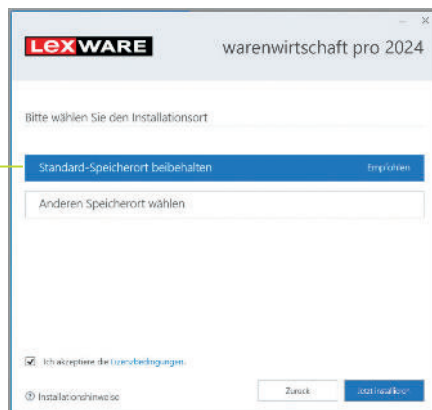 LEXWARE
warenwirtschaft pro 2024
Bitte wählen Sie den Installationsort
Standard-Speicherort beibehalten Empfohlen
Anderen Speicherort wählen
Ich akzeptiere die Lizenzbedingungen.
Installationshinweise Zurück Jetzt installieren